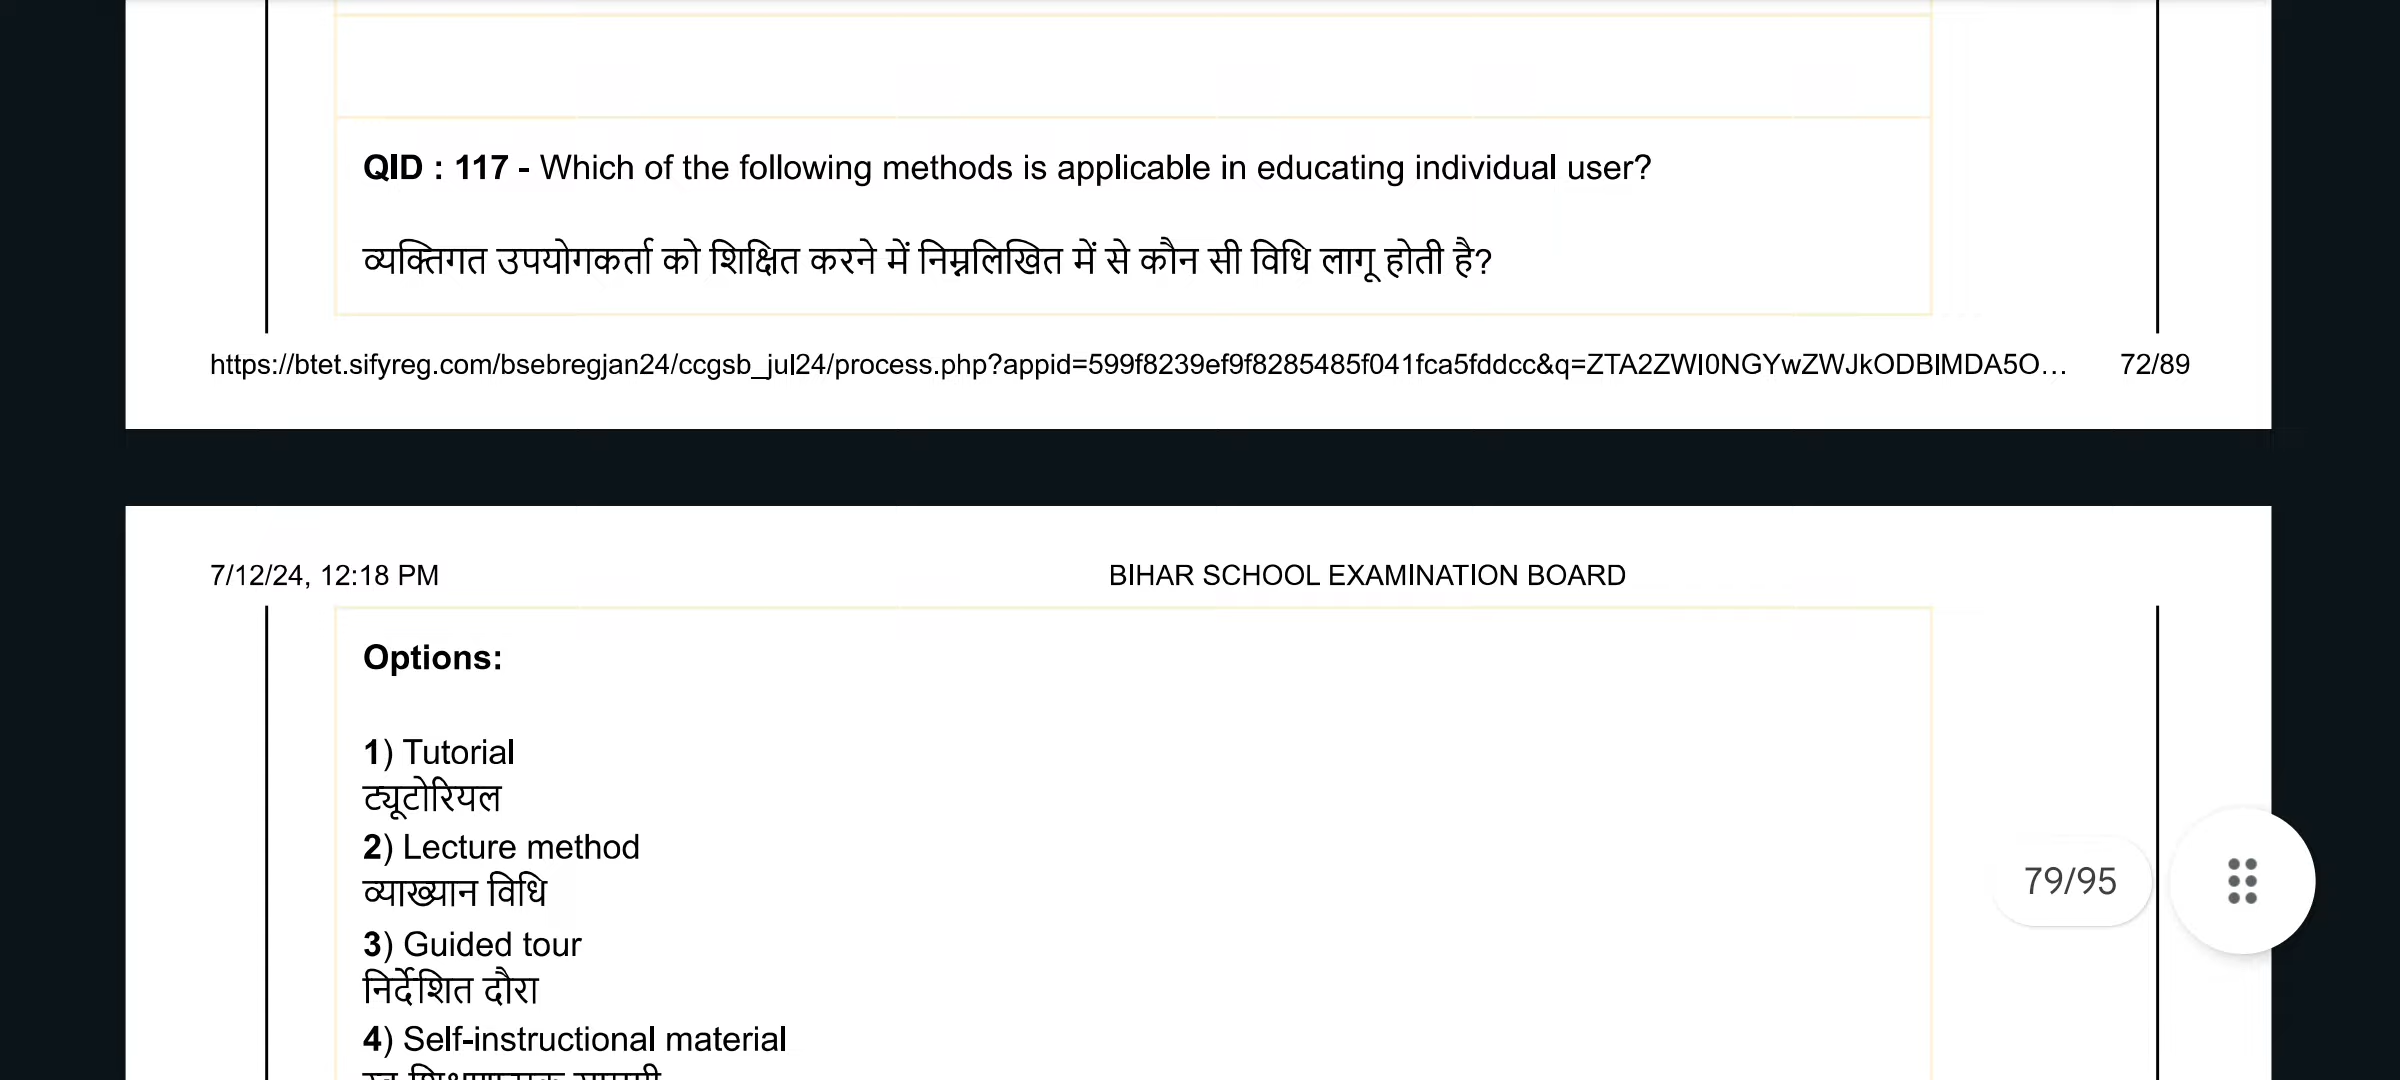 QID : 117 - Which of the following methods is applicable in educating individual user?
व्यक्तिगत उपयोगकर्ता को शिक्षित करने में निम्नलिखित में से कौन सी विधि लागू होती है?
https://btet.sifyreg.com/bsebregjan24/ccgsb_jul24/process.php?appid=599f8239ef9f8285485f041fca5fddcc&q=ZTA2ZWI0NGYwZWJkODBlMDA5O… 72/89
7/12/24, 12:18 PM BIHAR SCHOOL EXAMINATION BOARD
Options:
1) Tutorial
ट्यूटोरियल
2) Lecture method
व्याख्यान विधि
79/95
3) Guided tour
निर्देशित दौरा
4) Self-instructional material